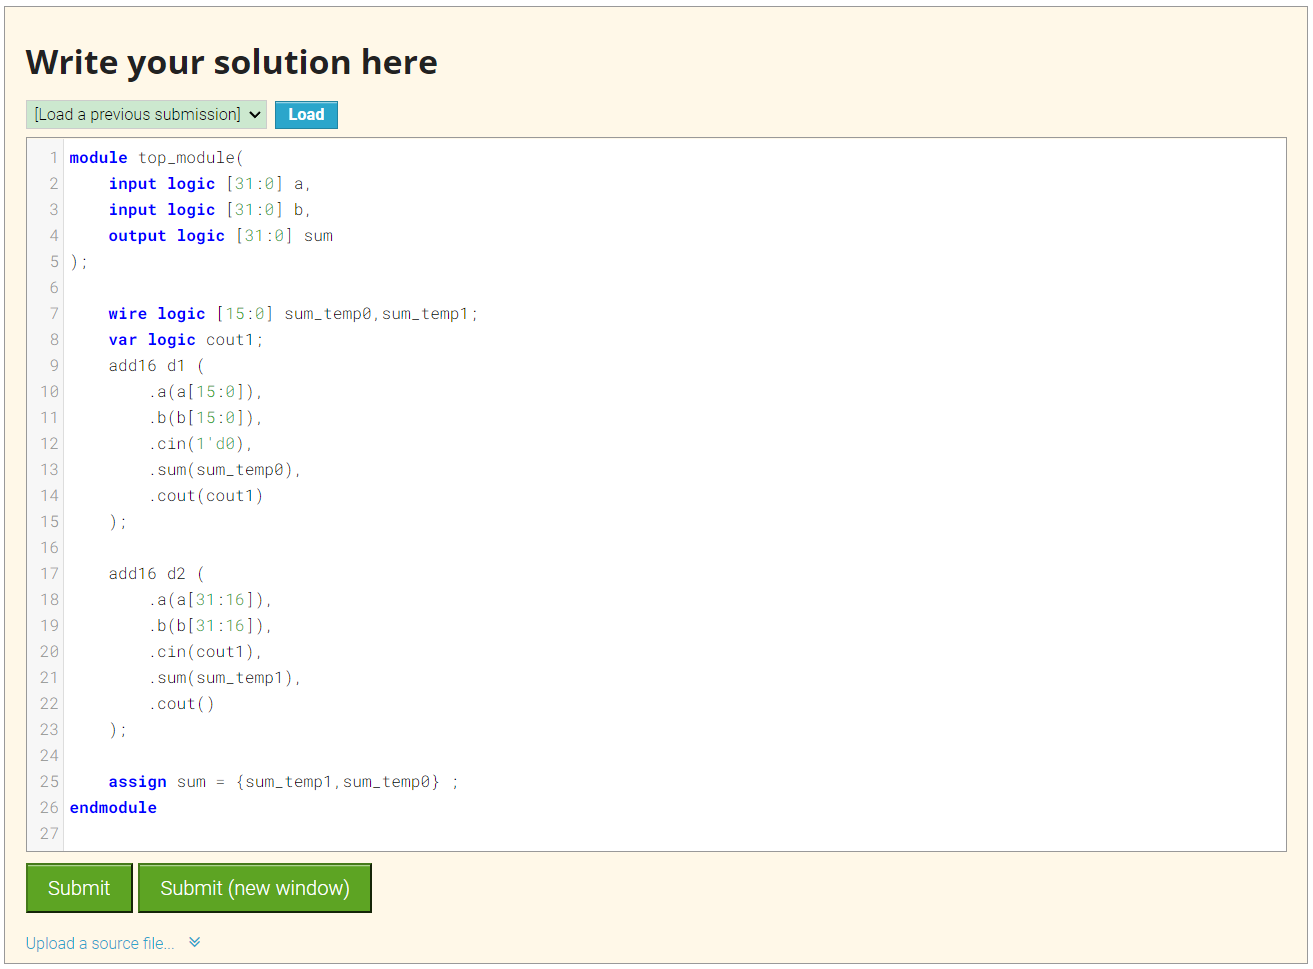 Write your solution here
[Load a previous submission] Load
1 module top_module(
2     input logic [31:0] a,
3     input logic [31:0] b,
4     output logic [31:0] sum
5 );
6
7     wire logic [15:0] sum_temp0,sum_temp1;
8     var logic cout1;
9     add16 d1 (
10         .a(a[15:0]),
11         .b(b[15:0]),
12         .cin(1'd0),
13         .sum(sum_temp0),
14         .cout(cout1)
15     );
16
17     add16 d2 (
18         .a(a[31:16]),
19         .b(b[31:16]),
20         .cin(cout1),
21         .sum(sum_temp1),
22         .cout()
23     );
24
25     assign sum = {sum_temp1,sum_temp0} ;
26 endmodule
27
Submit Submit (new window)
Upload a source file...